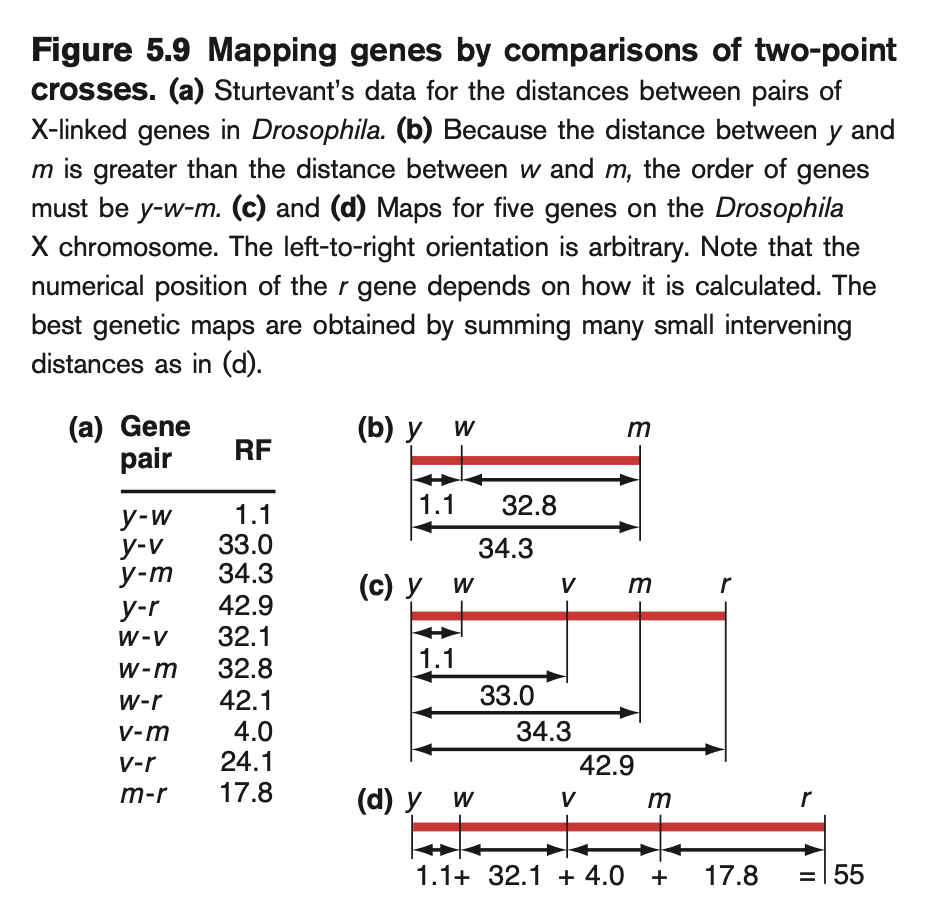 Figure 5.9 Mapping genes by comparisons of two-point
crosses. (a) Sturtevant's data for the distances between pairs of
X-linked genes in Drosophila. (b) Because the distance between y and
m is greater than the distance between w and m, the order of genes
must be y-w-m. (c) and (d) Maps for five genes on the Drosophila
X chromosome. The left-to-right orientation is arbitrary. Note that the
numerical position of the r gene depends on how it is calculated. The
best genetic maps are obtained by summing many small intervening
distances as in (d).
(a) Gene pair RF
y-w 1.1
y-v 33.0
y-m 34.3
y-r 42.9
w-v 32.1
w-m 32.8
w-r 42.1
v-m 4.0
v-r 24.1
m-r 17.8
(b) y w m
1.1 32.8
34.3
(c) y w v m r
1.1
33.0
34.3
42.9
(d) y w v m r
1.1+ 32.1 + 4.0 + 17.8 = 55